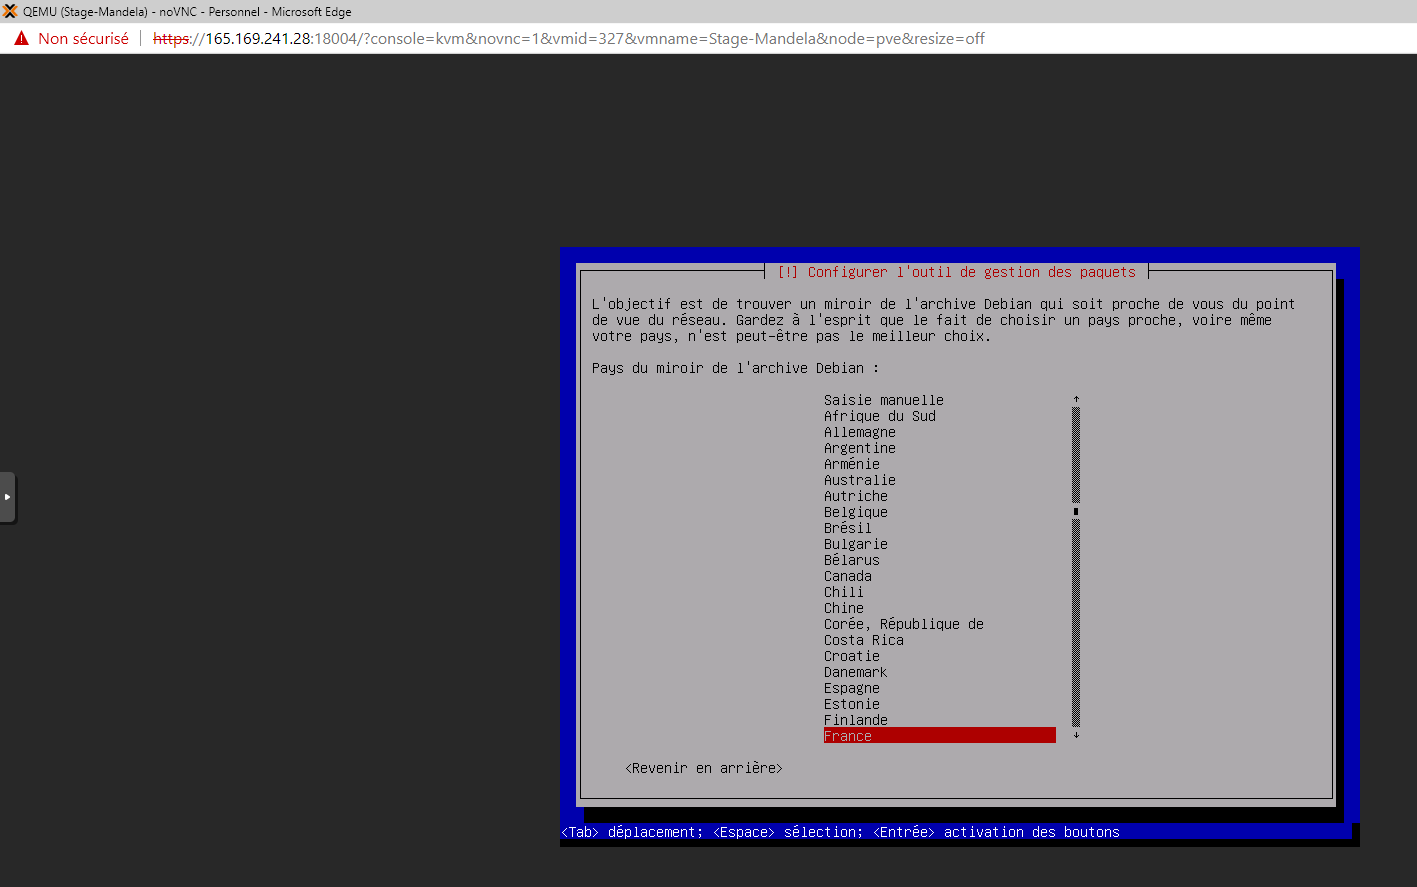 QEMU (Stage-Mandela) - noVNC - Personnel - Microsoft Edge
Non sécurisé | https://165.169.241.28:18004/?console=kvm&novnc=1&vmid=327&vmname=Stage-Mandela&node=pve&resize=off
[!] Configurer l'outil de gestion des paquets
L'objectif est de trouver un miroir de l'archive Debian qui soit proche de vous du point
de vue du réseau. Gardez à l'esprit que le fait de choisir un pays proche, voire même
votre pays, n'est peut-être pas le meilleur choix.
Pays du miroir de l'archive Debian :
Saisie manuelle
Afrique du Sud
Allemagne
Argentine
Arménie
Australie
Autriche
Belgique
Brésil
Bulgarie
Bélarus
Canada
Chili
Chine
Corée, République de
Costa Rica
Croatie
Danemark
Espagne
Estonie
Finlande
France
<Revenir en arrière>
<Tab> déplacement; <Espace> sélection; <Entrée> activation des boutons